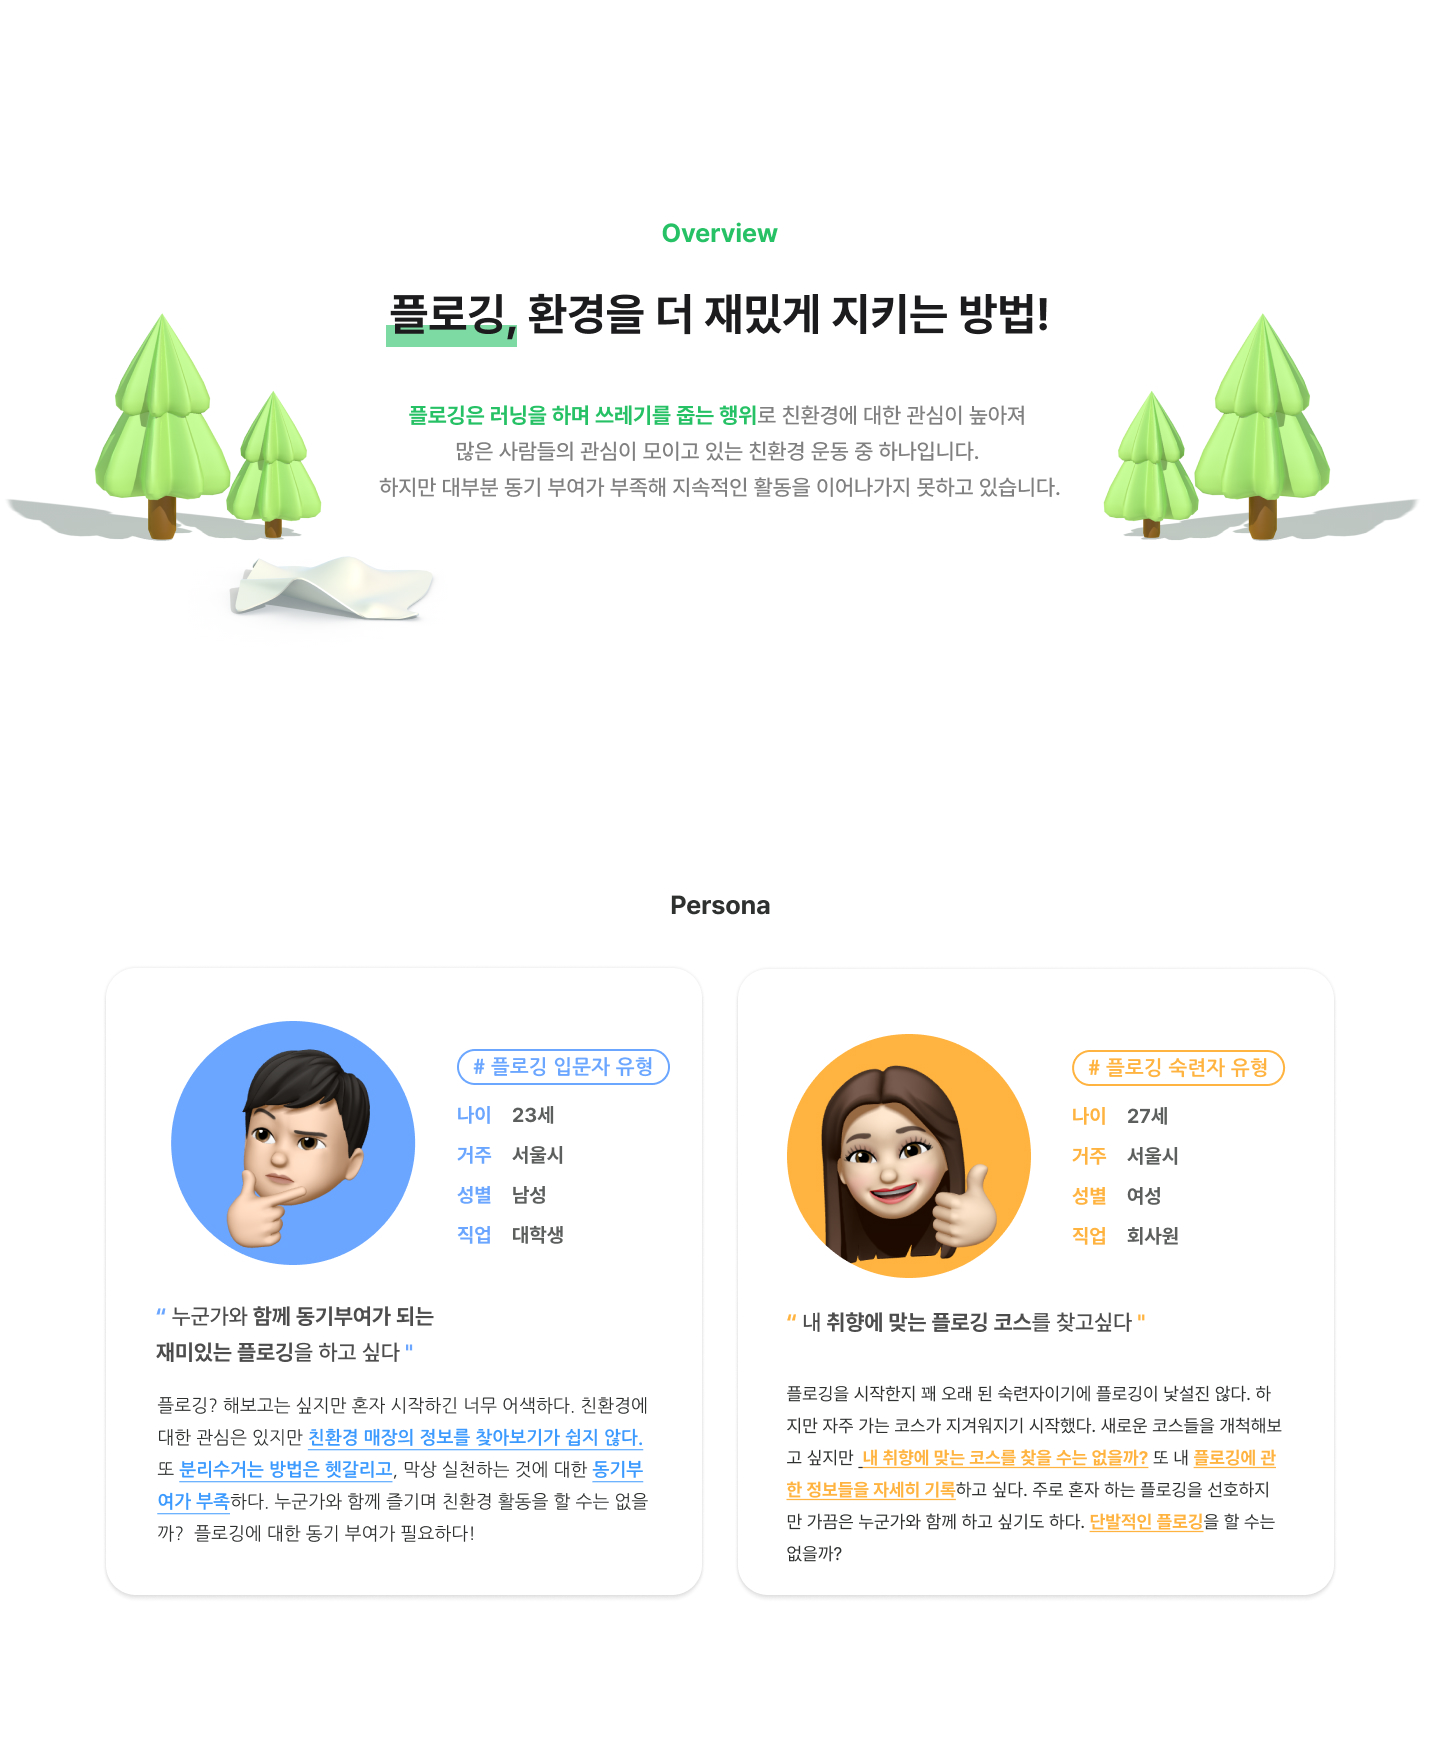 Overview
플로깅, 환경을 더 재밌게 지키는 방법!
플로깅은 러닝을 하며 쓰레기를 줍는 행위로 친환경에 대한 관심이 높아져
많은 사람들의 관심이 모이고 있는 친환경 운동 중 하나입니다.
하지만 대부분 동기 부여가 부족해 지속적인 활동을 이어나가지 못하고 있습니다.
Persona
# 플로깅 입문자 유형
나이 23세
거주 서울시
성별 남성
직업 대학생
“ 누군가와 함께 동기부여가 되는
재미있는 플로깅을 하고 싶다 "
플로깅? 해보고는 싶지만 혼자 시작하긴 너무 어색하다. 친환경에
대한 관심은 있지만 친환경 매장의 정보를 찾아보기가 쉽지 않다.
또 분리수거는 방법은 헷갈리고, 막상 실천하는 것에 대한 동기부
여가 부족하다. 누군가와 함께 즐기며 친환경 활동을 할 수는 없을
까?  플로깅에 대한 동기 부여가 필요하다!
# 플로깅 숙련자 유형
나이 27세
거주 서울시
성별 여성
직업 회사원
“ 내 취향에 맞는 플로깅 코스를 찾고싶다 "
플로깅을 시작한지 꽤 오래 된 숙련자이기에 플로깅이 낯설진 않다. 하
지만 자주 가는 코스가 지겨워지기 시작했다. 새로운 코스들을 개척해보
고 싶지만  내 취향에 맞는 코스를 찾을 수는 없을까? 또 내 플로깅에 관
한 정보들을 자세히 기록하고 싶다. 주로 혼자 하는 플로깅을 선호하지
만 가끔은 누군가와 함께 하고 싶기도 하다. 단발적인 플로깅을 할 수는
없을까?